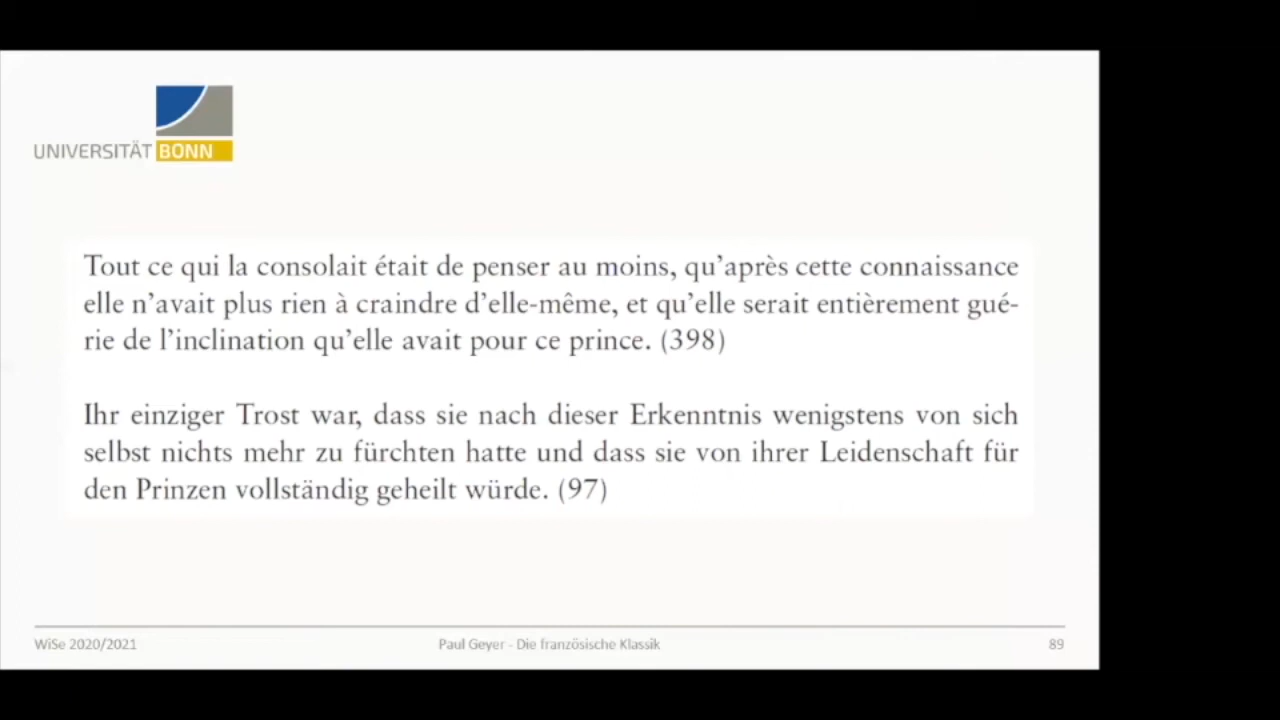 UNIVERSITÄT BONN
Tout ce qui la consolait était de penser au moins, qu’après cette connaissance
elle n’avait plus rien à craindre d’elle-même, et qu’elle serait entièrement gué-
rie de l’inclination qu’elle avait pour ce prince. (398)
Ihr einziger Trost war, dass sie nach dieser Erkenntnis wenigstens von sich
selbst nichts mehr zu fürchten hatte und dass sie von ihrer Leidenschaft für
den Prinzen vollständig geheilt würde. (97)
WiSe 2020/2021 Paul Geyer - Die französische Klassik 89